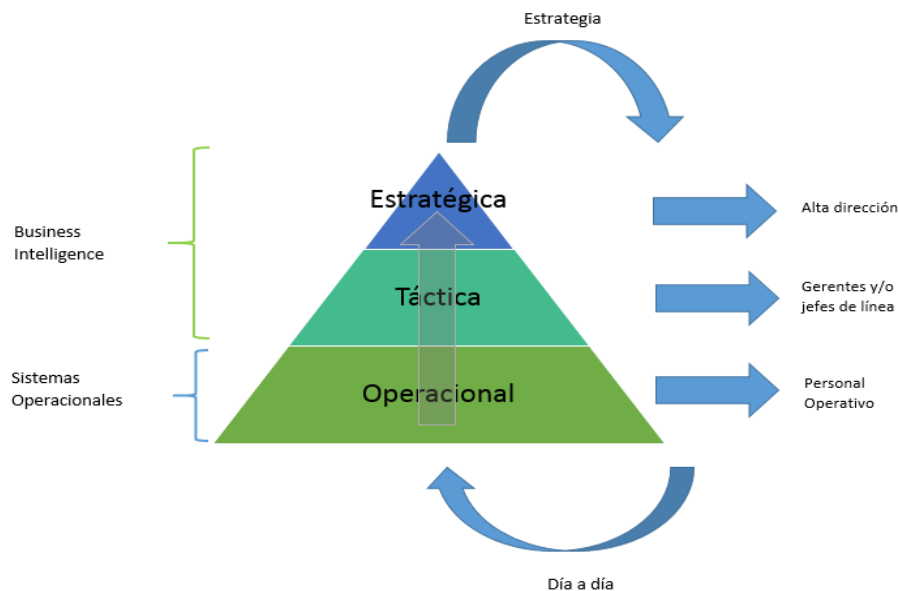 Estrategia
Estratégica
Alta dirección
Business
Intelligence
Táctica
Gerentes y/o
jefes de línea
Sistemas
Operacionales
Operacional
Personal
Operativo
Día a día